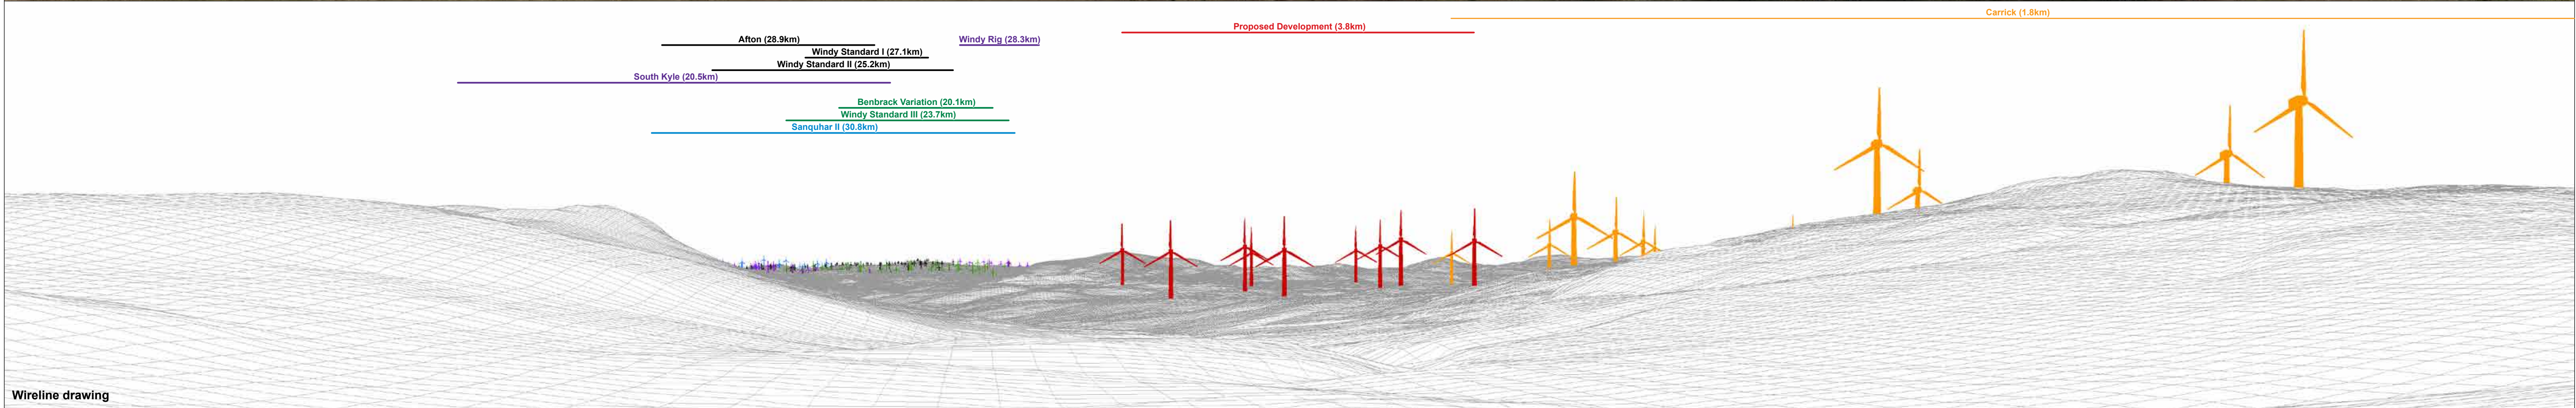 Carrick (1.8km)
Proposed Development (3.8km)
Afton (28.9km)
Windy Rig (28.3km)
Windy Standard I (27.1km)
Windy Standard II (25.2km)
South Kyle (20.5km)
Benbrack Variation (20.1km)
Windy Standard III (23.7km)
Sanquhar II (30.8km)
Wireline drawing